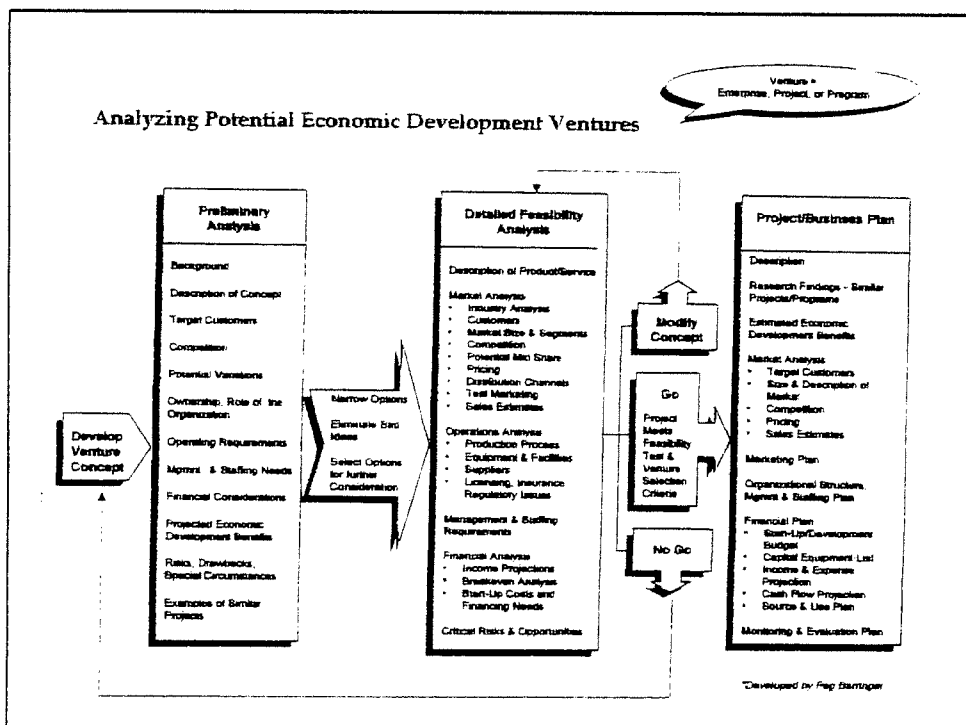 Venture =
Enterprise, Project, or Program
Analyzing Potential Economic Development Ventures
Develop
Venture
Concept
Preliminary
Analysis
Background
Description of Concept
Target Customers
Competition
Potential Variations
Ownership, Role of the
Organization
Operating Requirements
Mgmnt & Staffing Needs
Financial Considerations
Projected Economic
Development Benefits
Risks, Drawbacks,
Special Circumstances
Examples of Similar
Projects
Narrow Options
Eliminate Bad
Ideas
Select Options
for further
Consideration
Detailed Feasibility
Analysis
Description of Product/Service
Market Analysis
• Industry Analysis
• Customers
• Market Size & Segments
• Competition
• Potential Mkt Share
• Pricing
• Distribution Channels
• Test Marketing
• Sales Estimates
Operations Analysis
• Production Process
• Equipment & Facilities
• Suppliers
• Licensing, Insurance
Regulatory Issues
Management & Staffing
Requirements
Financial Analysis
• Income Projections
• Breakeven Analysis
• Start-Up Costs and
Financing Needs
Critical Risks & Opportunities
Modify
Concept
Go
Project
Meets
Feasibility
Test &
Venture
Selection
Criteria
No Go
Project/Business Plan
Description
Research Findings - Similar
Projects/Programs
Estimated Economic
Development Benefits
Market Analysis
• Target Customers
• Size & Description of
Market
• Competition
• Pricing
• Sales Estimates
Marketing Plan
Organizational Structure,
Mgmnt & Staffing Plan
Financial Plan
• Start-Up/Development
Budget
• Capital Equipment List
• Income & Expense
Projection
• Cash Flow Projection
• Source & Use Plan
Monitoring & Evaluation Plan
*Developed by Peg Barringer